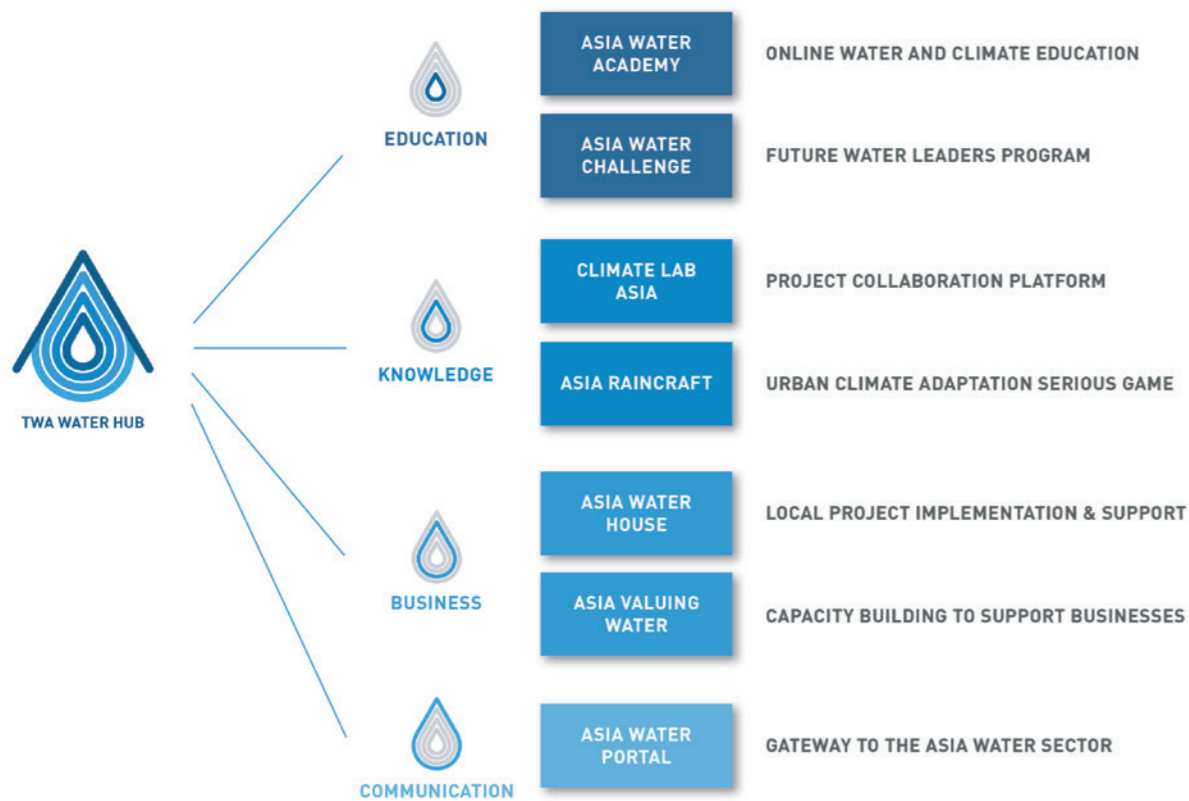 TWA WATER HUB
EDUCATION
ASIA WATER
ACADEMY
ONLINE WATER AND CLIMATE EDUCATION
ASIA WATER
CHALLENGE
FUTURE WATER LEADERS PROGRAM
KNOWLEDGE
CLIMATE LAB
ASIA
PROJECT COLLABORATION PLATFORM
ASIA RAINCRAFT
URBAN CLIMATE ADAPTATION SERIOUS GAME
BUSINESS
ASIA WATER
HOUSE
LOCAL PROJECT IMPLEMENTATION & SUPPORT
ASIA VALUING
WATER
CAPACITY BUILDING TO SUPPORT BUSINESSES
COMMUNICATION
ASIA WATER
PORTAL
GATEWAY TO THE ASIA WATER SECTOR